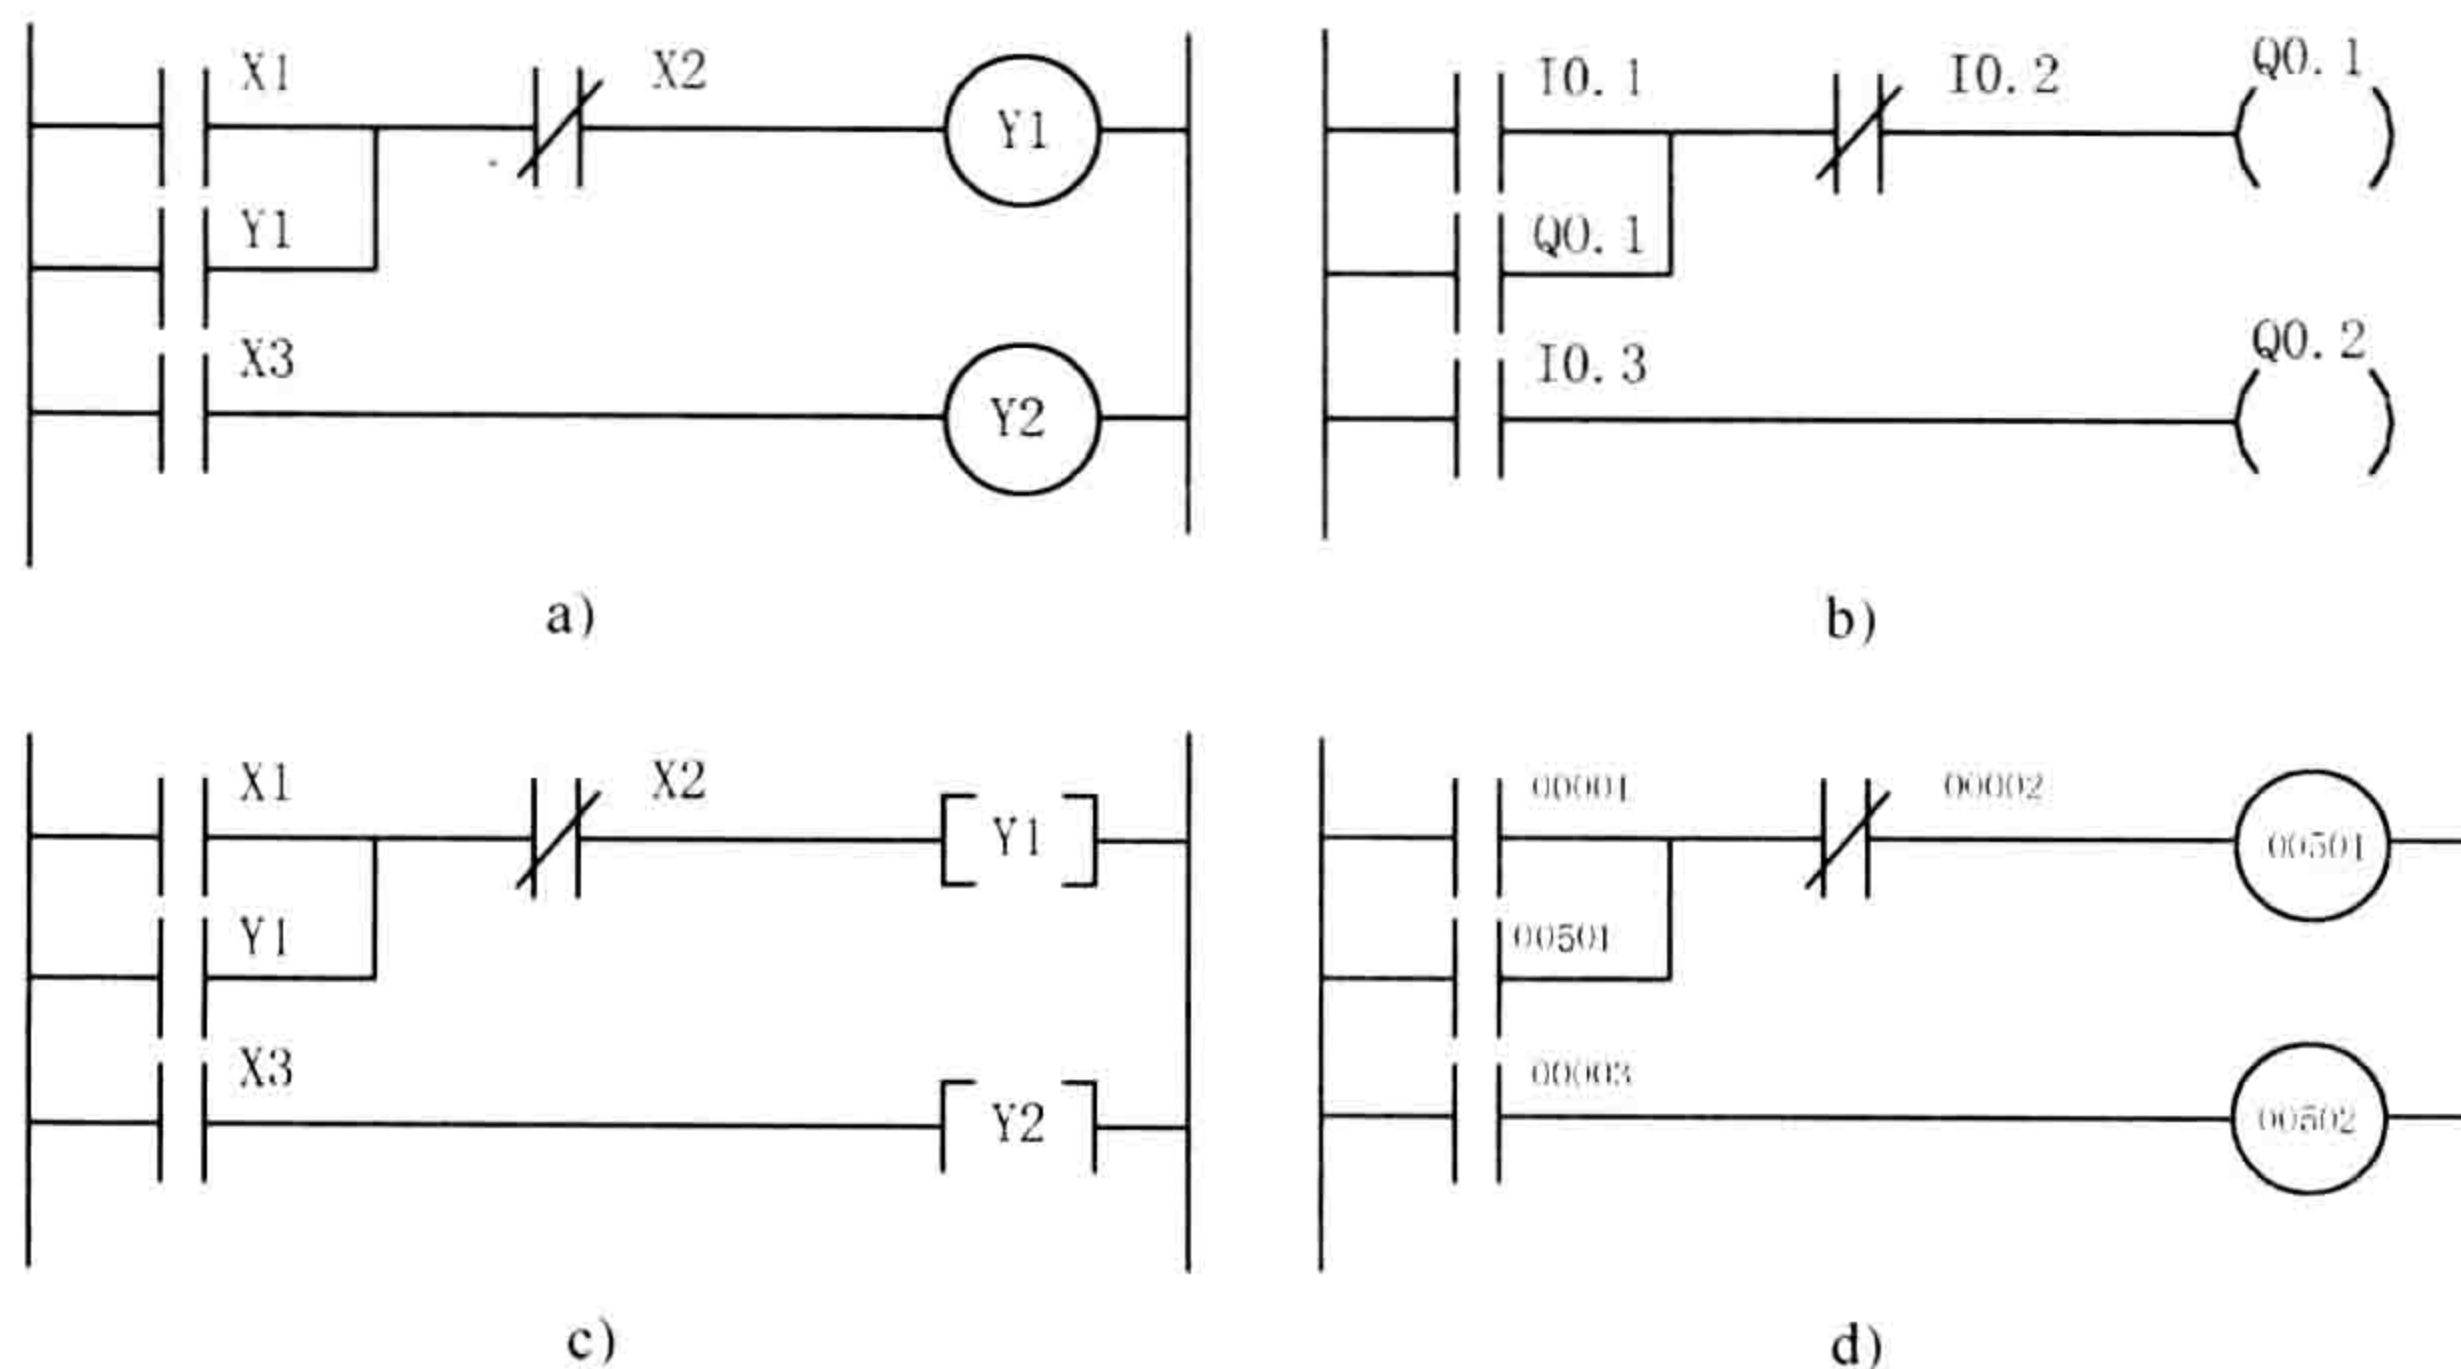 X1 X2 Y1
Y1
X3 Y2
a)
I0.1 I0.2 Q0.1
Q0.1
I0.3 Q0.2
b)
X1 X2 Y1
Y1
X3 Y2
c)
00001 00002 00501
00501
00003 00502
d)